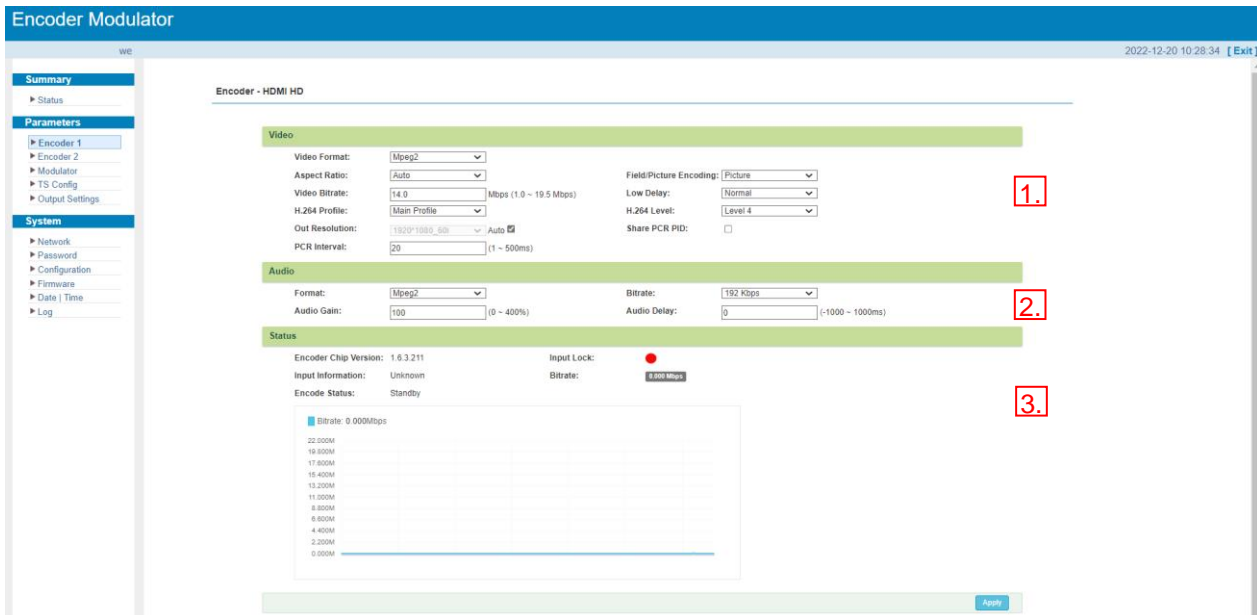 Encoder Modulator
we
2022-12-20 10:28:34 [ Exit ]
Summary
Status
Parameters
Encoder 1
Encoder 2
Modulator
TS Config
Output Settings
System
Network
Password
Configuration
Firmware
Date | Time
Log
Encoder - HDMI HD
Video
Video Format: Mpeg2
Aspect Ratio: Auto Field/Picture Encoding: Picture
Video Bitrate: 14.0 Mbps (1.0 ~ 19.5 Mbps) Low Delay: Normal
H.264 Profile: Main Profile H.264 Level: Level 4
Out Resolution: 1920*1080_60i Auto Share PCR PID:
PCR Interval: 20 (1 ~ 500ms)
1.
Audio
Format: Mpeg2 Bitrate: 192 Kbps
Audio Gain: 100 (0 ~ 400%) Audio Delay: 0 (-1000 ~ 1000ms)
2.
Status
Encoder Chip Version: 1.6.3.211 Input Lock:
Input Information: Unknown Bitrate: 0.000 Mbps
Encode Status: Standby
3.
Bitrate: 0.000Mbps
22.000M
19.800M
17.600M
15.400M
13.200M
11.000M
8.800M
6.600M
4.400M
2.200M
0.000M
Apply